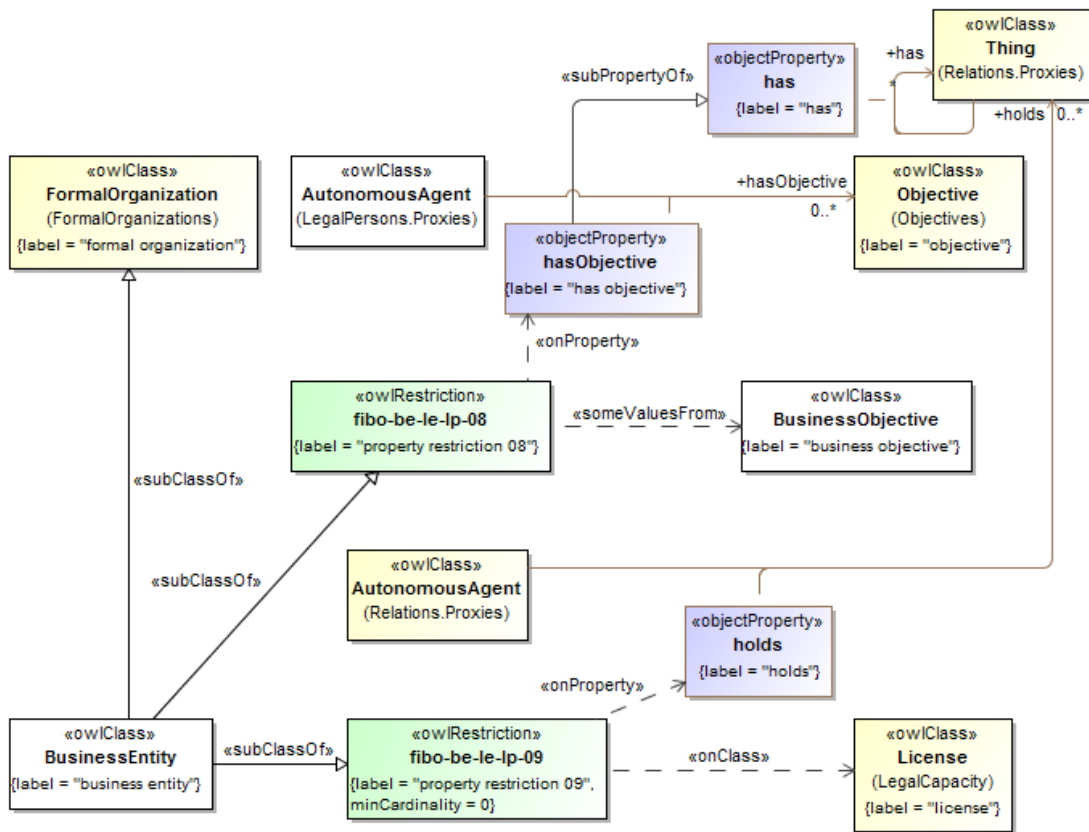 «owlClass»
Thing
(Relations.Proxies)
+has
*
+holds
0..*
«objectProperty»
has
{label = "has"}
«subPropertyOf»
«owlClass»
FormalOrganization
(FormalOrganizations)
{label = "formal organization"}
«owlClass»
AutonomousAgent
(LegalPersons.Proxies)
+hasObjective
0..*
«owlClass»
Objective
(Objectives)
{label = "objective"}
«objectProperty»
hasObjective
{label = "has objective"}
«onProperty»
«owlRestriction»
fibo-be-le-lp-08
{label = "property restriction 08"}
«someValuesFrom»
«owlClass»
BusinessObjective
{label = "business objective"}
«subClassOf»
«subClassOf»
«owlClass»
AutonomousAgent
(Relations.Proxies)
«objectProperty»
holds
{label = "holds"}
«onProperty»
«owlClass»
BusinessEntity
{label = "business entity"}
«subClassOf»
«owlRestriction»
fibo-be-le-lp-09
{label = "property restriction 09",
minCardinality = 0}
«onClass»
«owlClass»
License
(LegalCapacity)
{label = "license"}